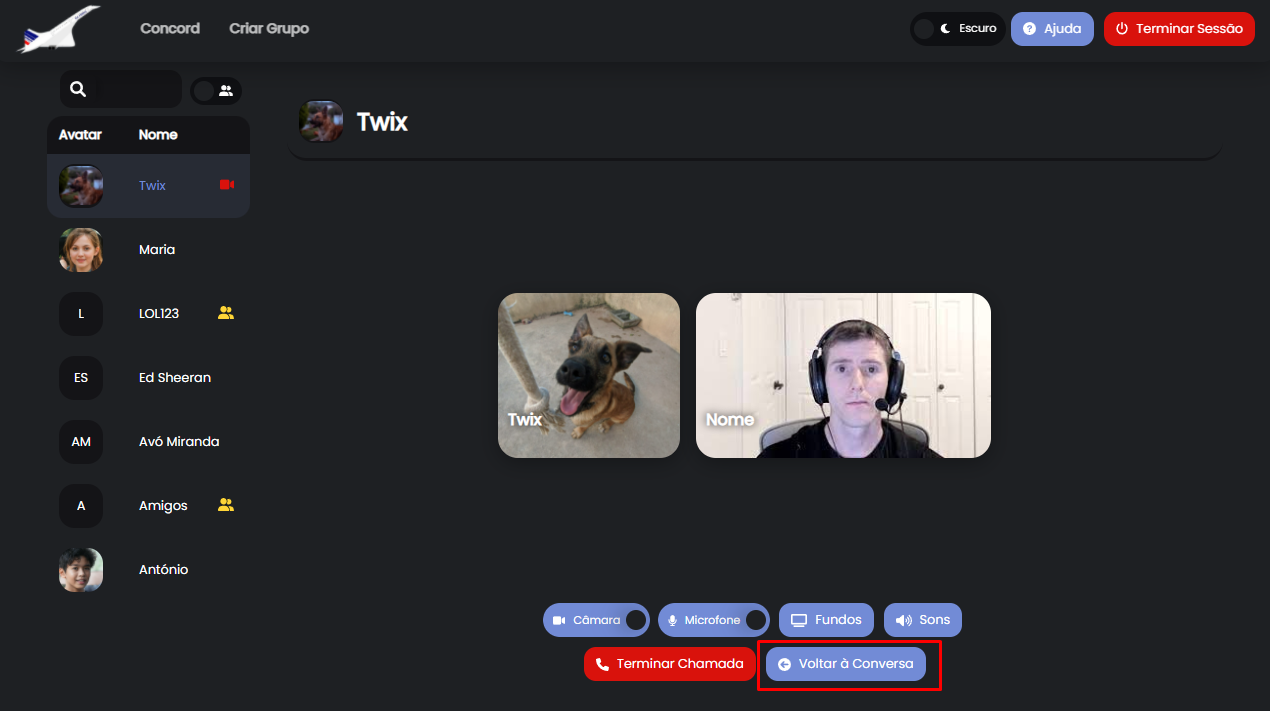 Concord Criar Grupo Escuro Ajuda Terminar Sessão
Avatar Nome
Twix
Twix
Maria
L LOL123
ES Ed Sheeran
AM Avó Miranda
A Amigos
António
Twix Nome
Câmara Microfone Fundos Sons
Terminar Chamada Voltar à Conversa